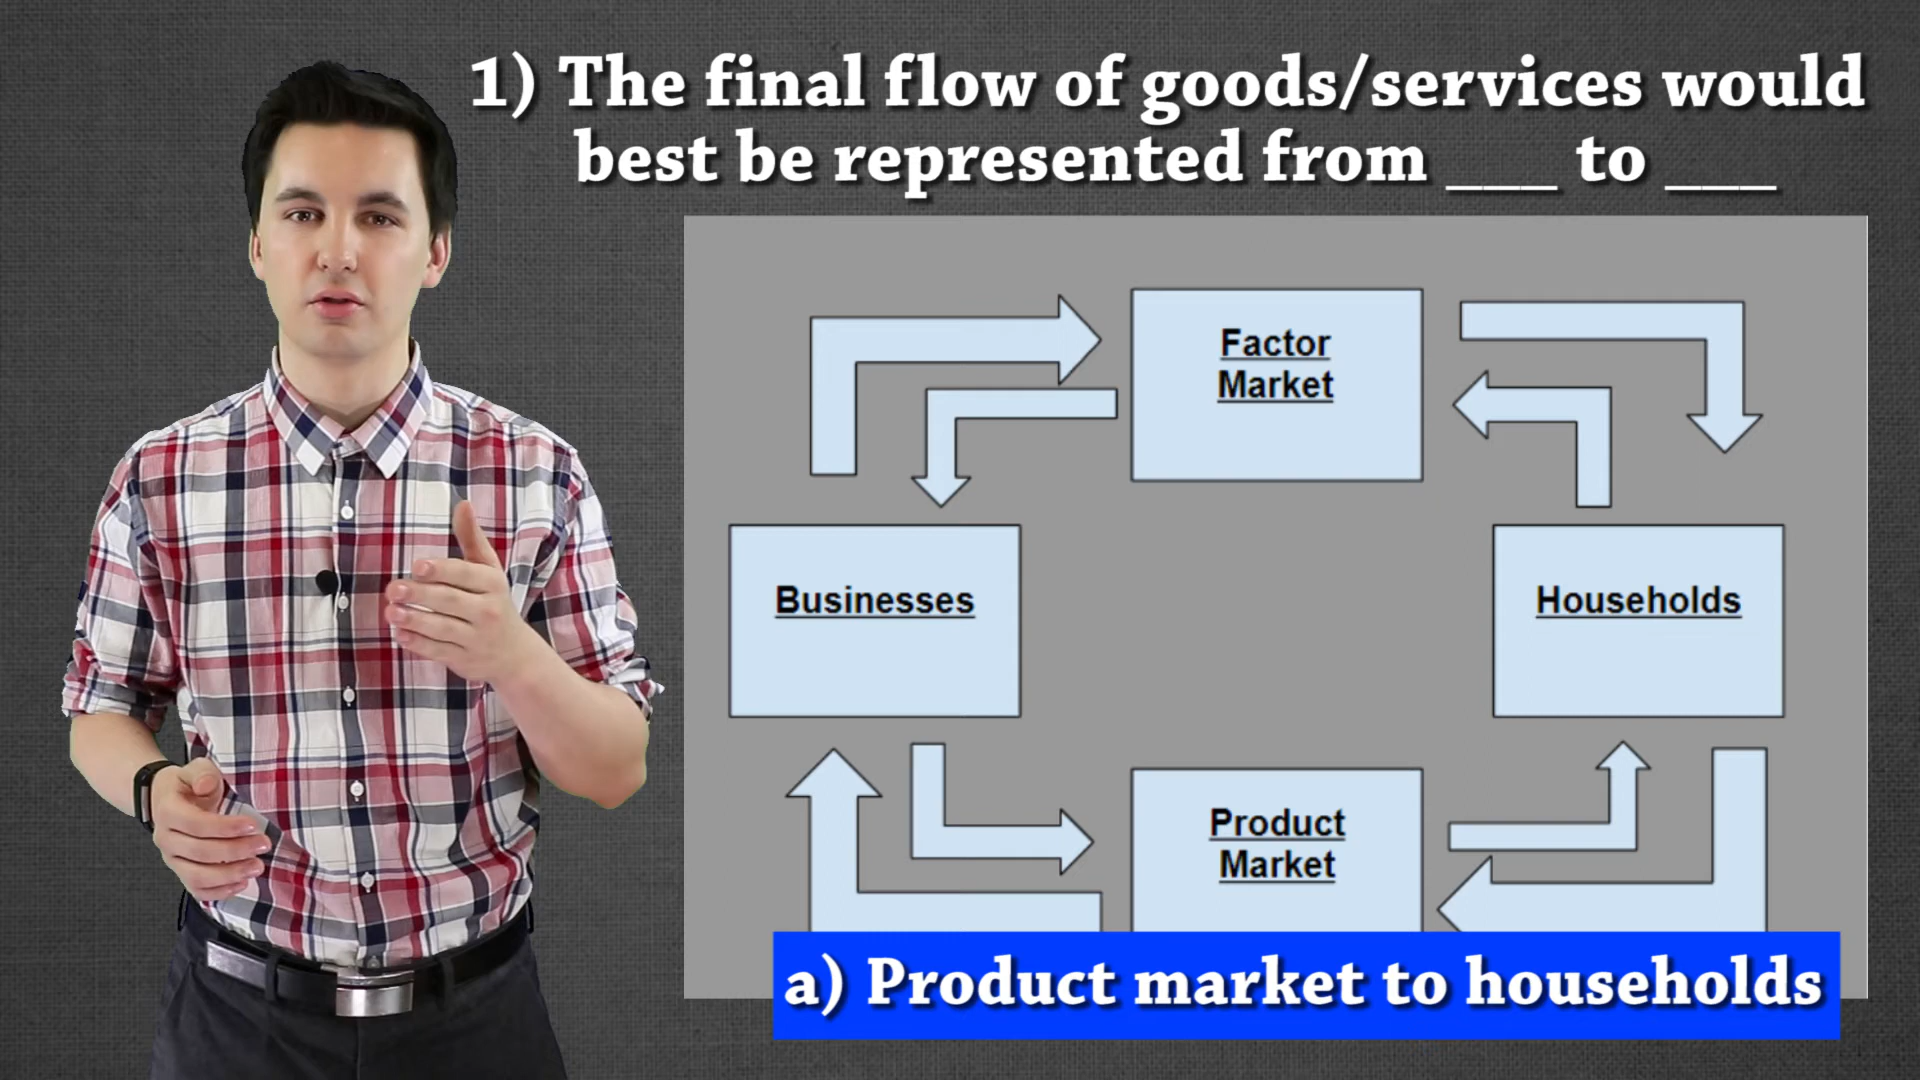 1) The final flow of goods/services would
best be represented from ___ to ___
Factor
Market
Businesses
Households
Product
Market
a) Product market to households